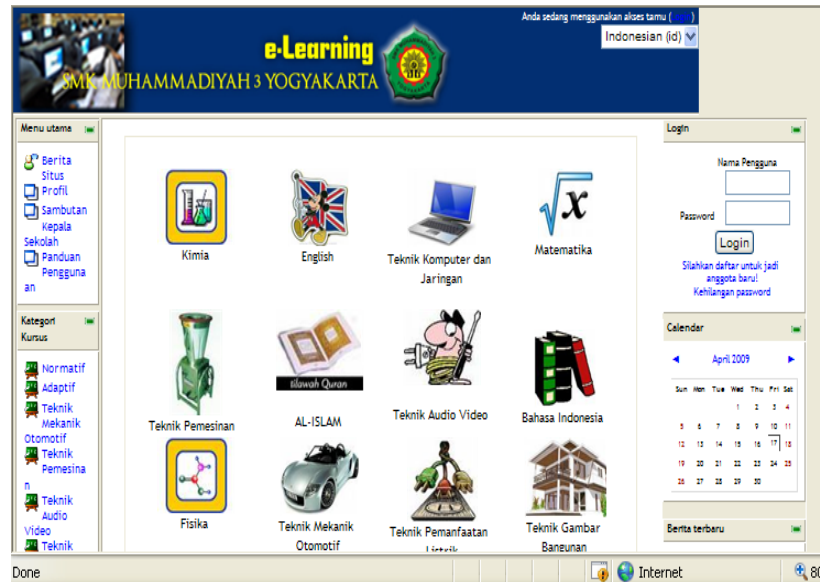 Anda sedang menggunakan akses tamu (Login)
Indonesian (id)
e-Learning
SMK MUHAMMADIYAH 3 YOGYAKARTA
Menu utama
Berita
Situs
Profil
Sambutan
Kepala
Sekolah
Panduan
Pengguna
an
Kategori
Kursus
Normatif
Adaptif
Teknik
Mekanik
Otomotif
Teknik
Pemesina
n
Teknik
Audio
Video
Teknik
Kimia
English
Teknik Komputer dan
Jaringan
Matematika
Teknik Pemesinan
tilawah Quran
AL-ISLAM
Teknik Audio Video
Bahasa Indonesia
Fisika
Teknik Mekanik
Otomotif
Teknik Pemanfaatan
Listrik
Teknik Gambar
Bangunan
Login
Nama Pengguna
Password
Login
Silahkan daftar untuk jadi
anggota baru!
Kehilangan password
Calendar
April 2009
Sun Mon Tue Wed Thu Fri Sat
1 2 3 4
5 6 7 8 9 10 11
12 13 14 15 16 17 18
19 20 21 22 23 24 25
26 27 28 29 30
Berita terbaru
Done
Internet
80